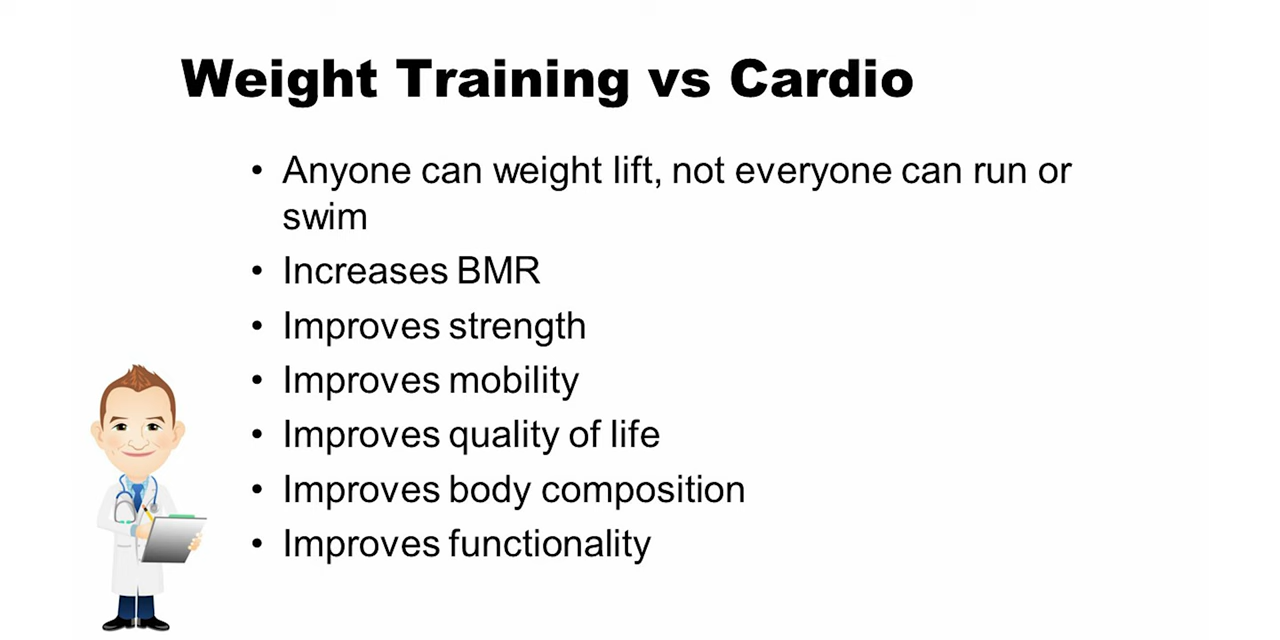 Weight Training vs Cardio
• Anyone can weight lift, not everyone can run or
swim
• Increases BMR
• Improves strength
• Improves mobility
• Improves quality of life
• Improves body composition
• Improves functionality